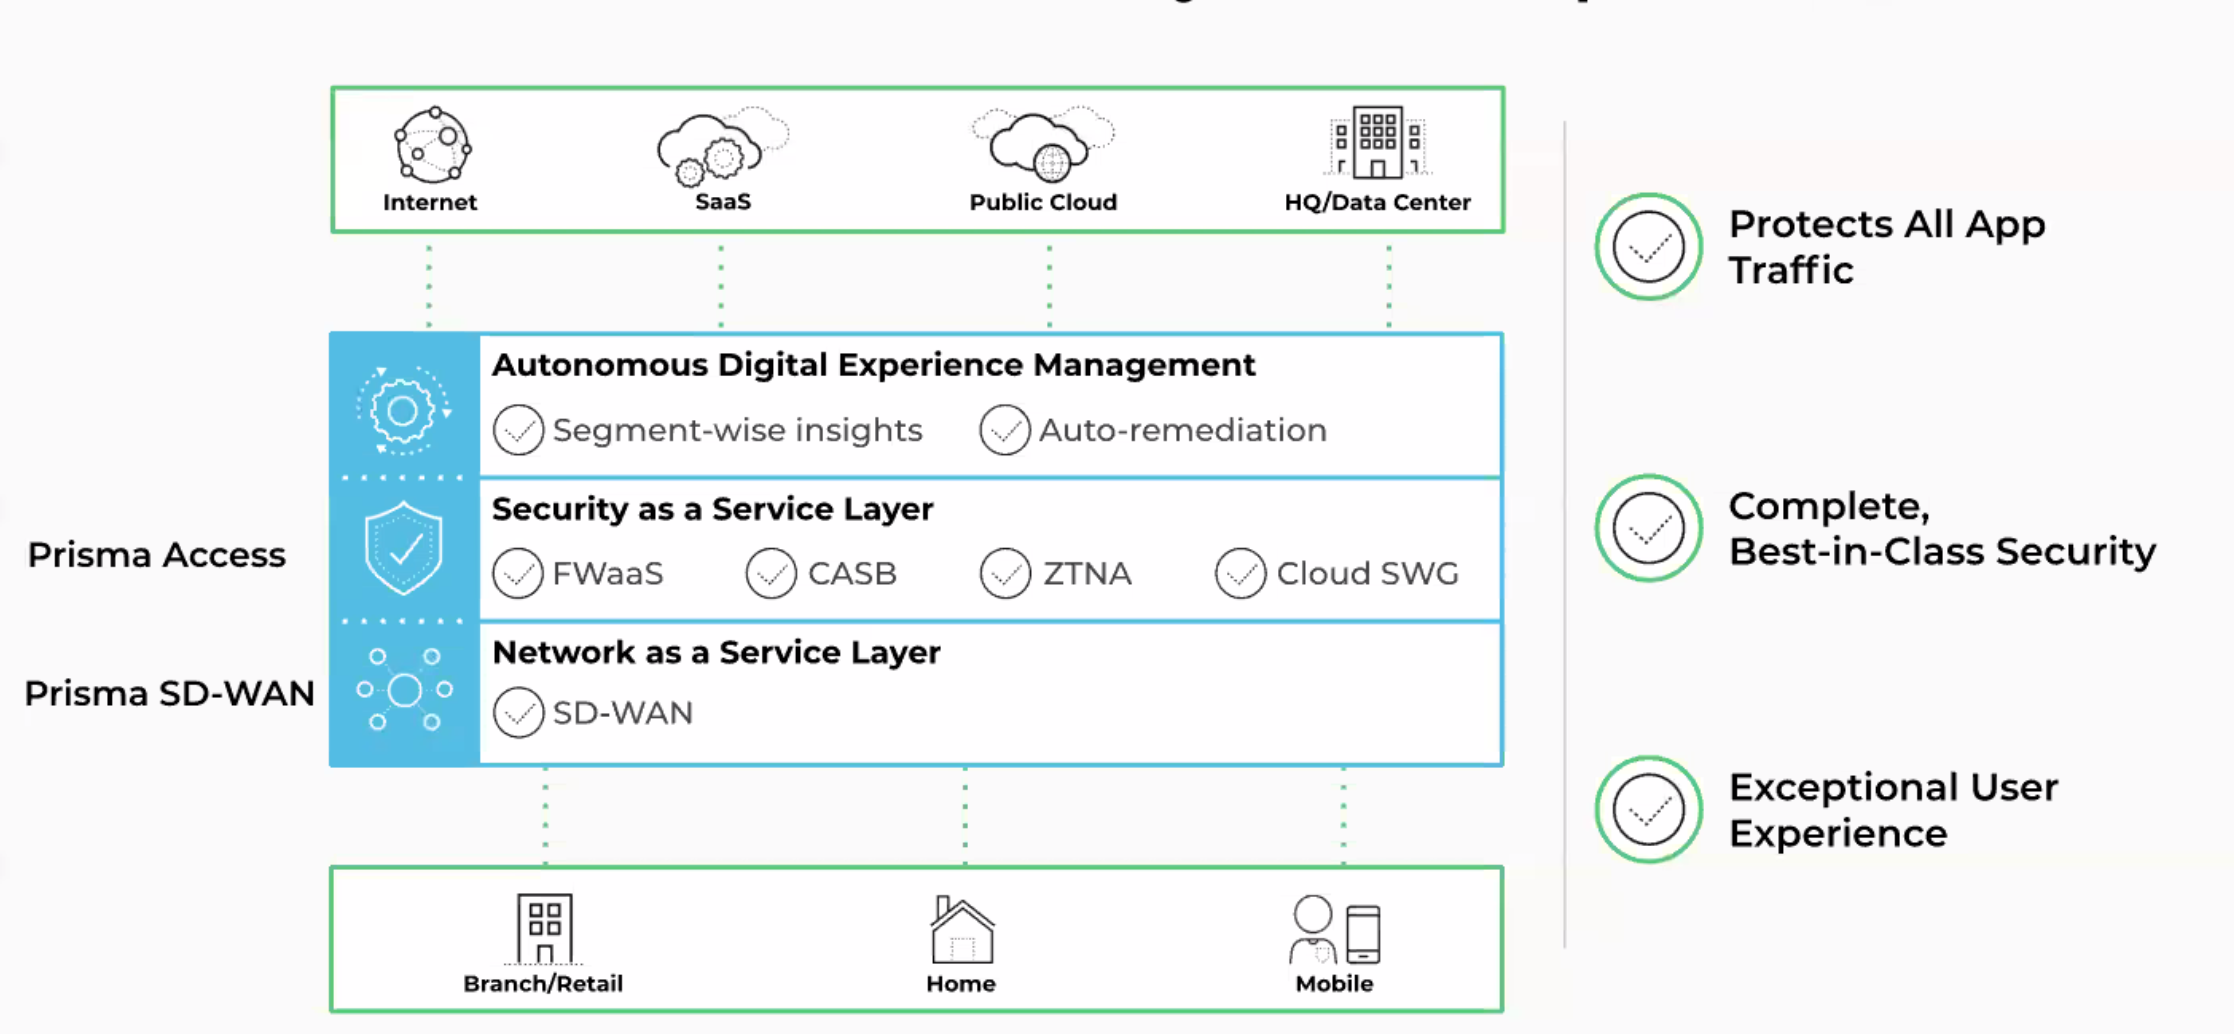 Internet
SaaS
Public Cloud
HQ/Data Center
Autonomous Digital Experience Management
Segment-wise insights
Auto-remediation
Prisma Access
Security as a Service Layer
FWaaS
CASB
ZTNA
Cloud SWG
Prisma SD-WAN
Network as a Service Layer
SD-WAN
Branch/Retail
Home
Mobile
Protects All App
Traffic
Complete,
Best-in-Class Security
Exceptional User
Experience